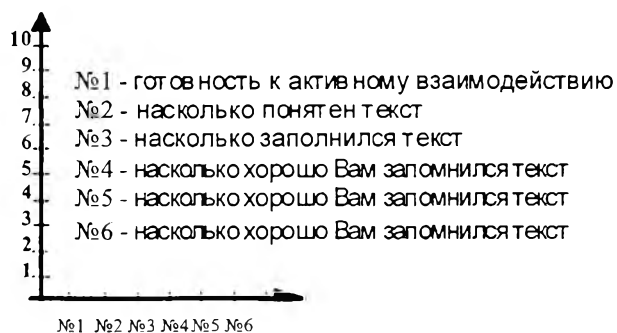 10
9
8
7
6
5
4
3
2
1
№1 - готовность к активному взаимодействию
№2 - насколько понятен текст
№3 - насколько заполнился текст
№4 - насколько хорошо Вам запомнился текст
№5 - насколько хорошо Вам запомнился текст
№6 - насколько хорошо Вам запомнился текст
№1 №2 №3 №4 №5 №6